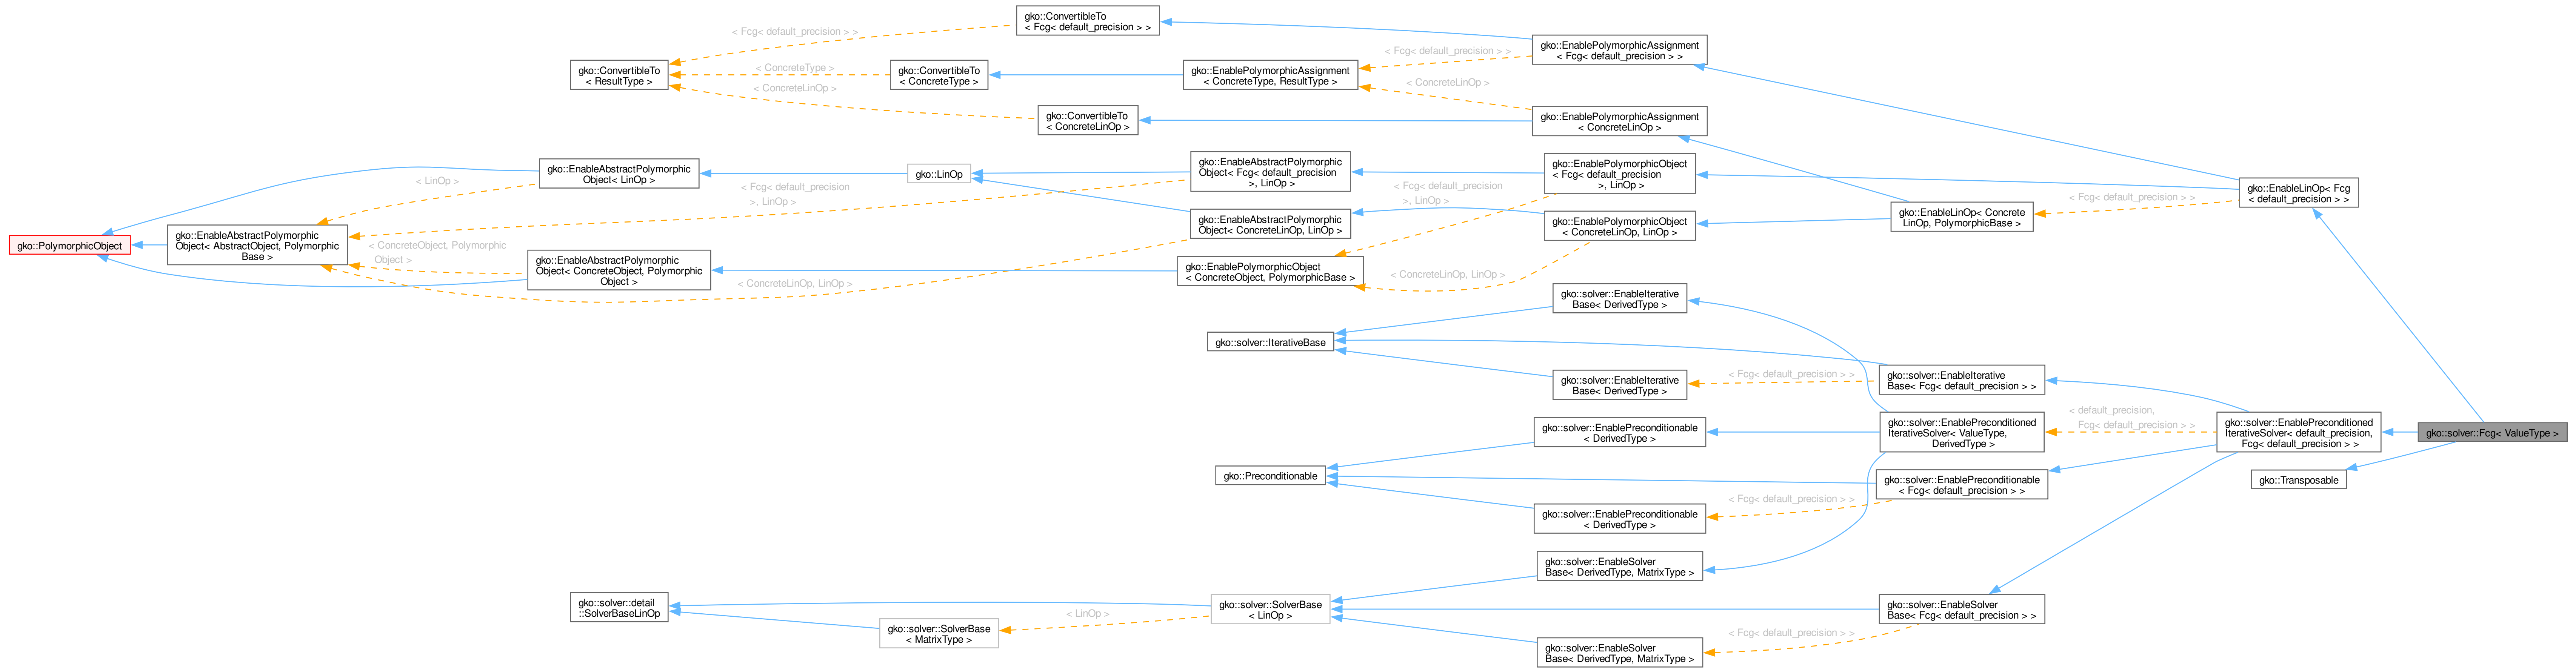 gko::ConvertibleTo
< Fcg< default_precision > >
< Fcg< default_precision > >
gko::EnablePolymorphicAssignment
< Fcg< default_precision > >
< Fcg< default_precision > >
gko::ConvertibleTo
< ResultType >
< ConcreteType >
gko::ConvertibleTo
< ConcreteType >
gko::EnablePolymorphicAssignment
< ConcreteType, ResultType >
< ConcreteLinOp >
< ConcreteLinOp >
gko::ConvertibleTo
< ConcreteLinOp >
gko::EnablePolymorphicAssignment
< ConcreteLinOp >
gko::EnableAbstractPolymorphic
Object< LinOp >
gko::LinOp
gko::EnableAbstractPolymorphic
Object< Fcg< default_precision
>, LinOp >
gko::EnablePolymorphicObject
< Fcg< default_precision
>, LinOp >
< LinOp >
< Fcg< default_precision
>, LinOp >
< Fcg< default_precision
>, LinOp >
gko::EnableLinOp< Fcg
< default_precision > >
< Fcg< default_precision > >
gko::EnableLinOp< Concrete
LinOp, PolymorphicBase >
gko::EnableAbstractPolymorphic
Object< ConcreteLinOp, LinOp >
gko::EnablePolymorphicObject
< ConcreteLinOp, LinOp >
gko::PolymorphicObject
gko::EnableAbstractPolymorphic
Object< AbstractObject, Polymorphic
Base >
< ConcreteObject, Polymorphic
Object >
gko::EnableAbstractPolymorphic
Object< ConcreteObject, Polymorphic
Object >
< ConcreteLinOp, LinOp >
gko::EnablePolymorphicObject
< ConcreteObject, PolymorphicBase >
< ConcreteLinOp, LinOp >
gko::solver::EnableIterative
Base< DerivedType >
gko::solver::IterativeBase
gko::solver::EnableIterative
Base< DerivedType >
< Fcg< default_precision > >
gko::solver::EnableIterative
Base< Fcg< default_precision > >
gko::solver::EnablePreconditionable
< DerivedType >
gko::solver::EnablePreconditioned
IterativeSolver< ValueType,
DerivedType >
< default_precision,
Fcg< default_precision > >
gko::solver::EnablePreconditioned
IterativeSolver< default_precision,
Fcg< default_precision > >
gko::solver::Fcg< ValueType >
gko::Preconditionable
gko::solver::EnablePreconditionable
< Fcg< default_precision > >
gko::Transposable
< Fcg< default_precision > >
gko::solver::EnablePreconditionable
< DerivedType >
gko::solver::EnableSolver
Base< DerivedType, MatrixType >
gko::solver::detail
::SolverBaseLinOp
gko::solver::SolverBase
< LinOp >
gko::solver::EnableSolver
Base< Fcg< default_precision > >
< LinOp >
gko::solver::SolverBase
< MatrixType >
< Fcg< default_precision > >
gko::solver::EnableSolver
Base< DerivedType, MatrixType >